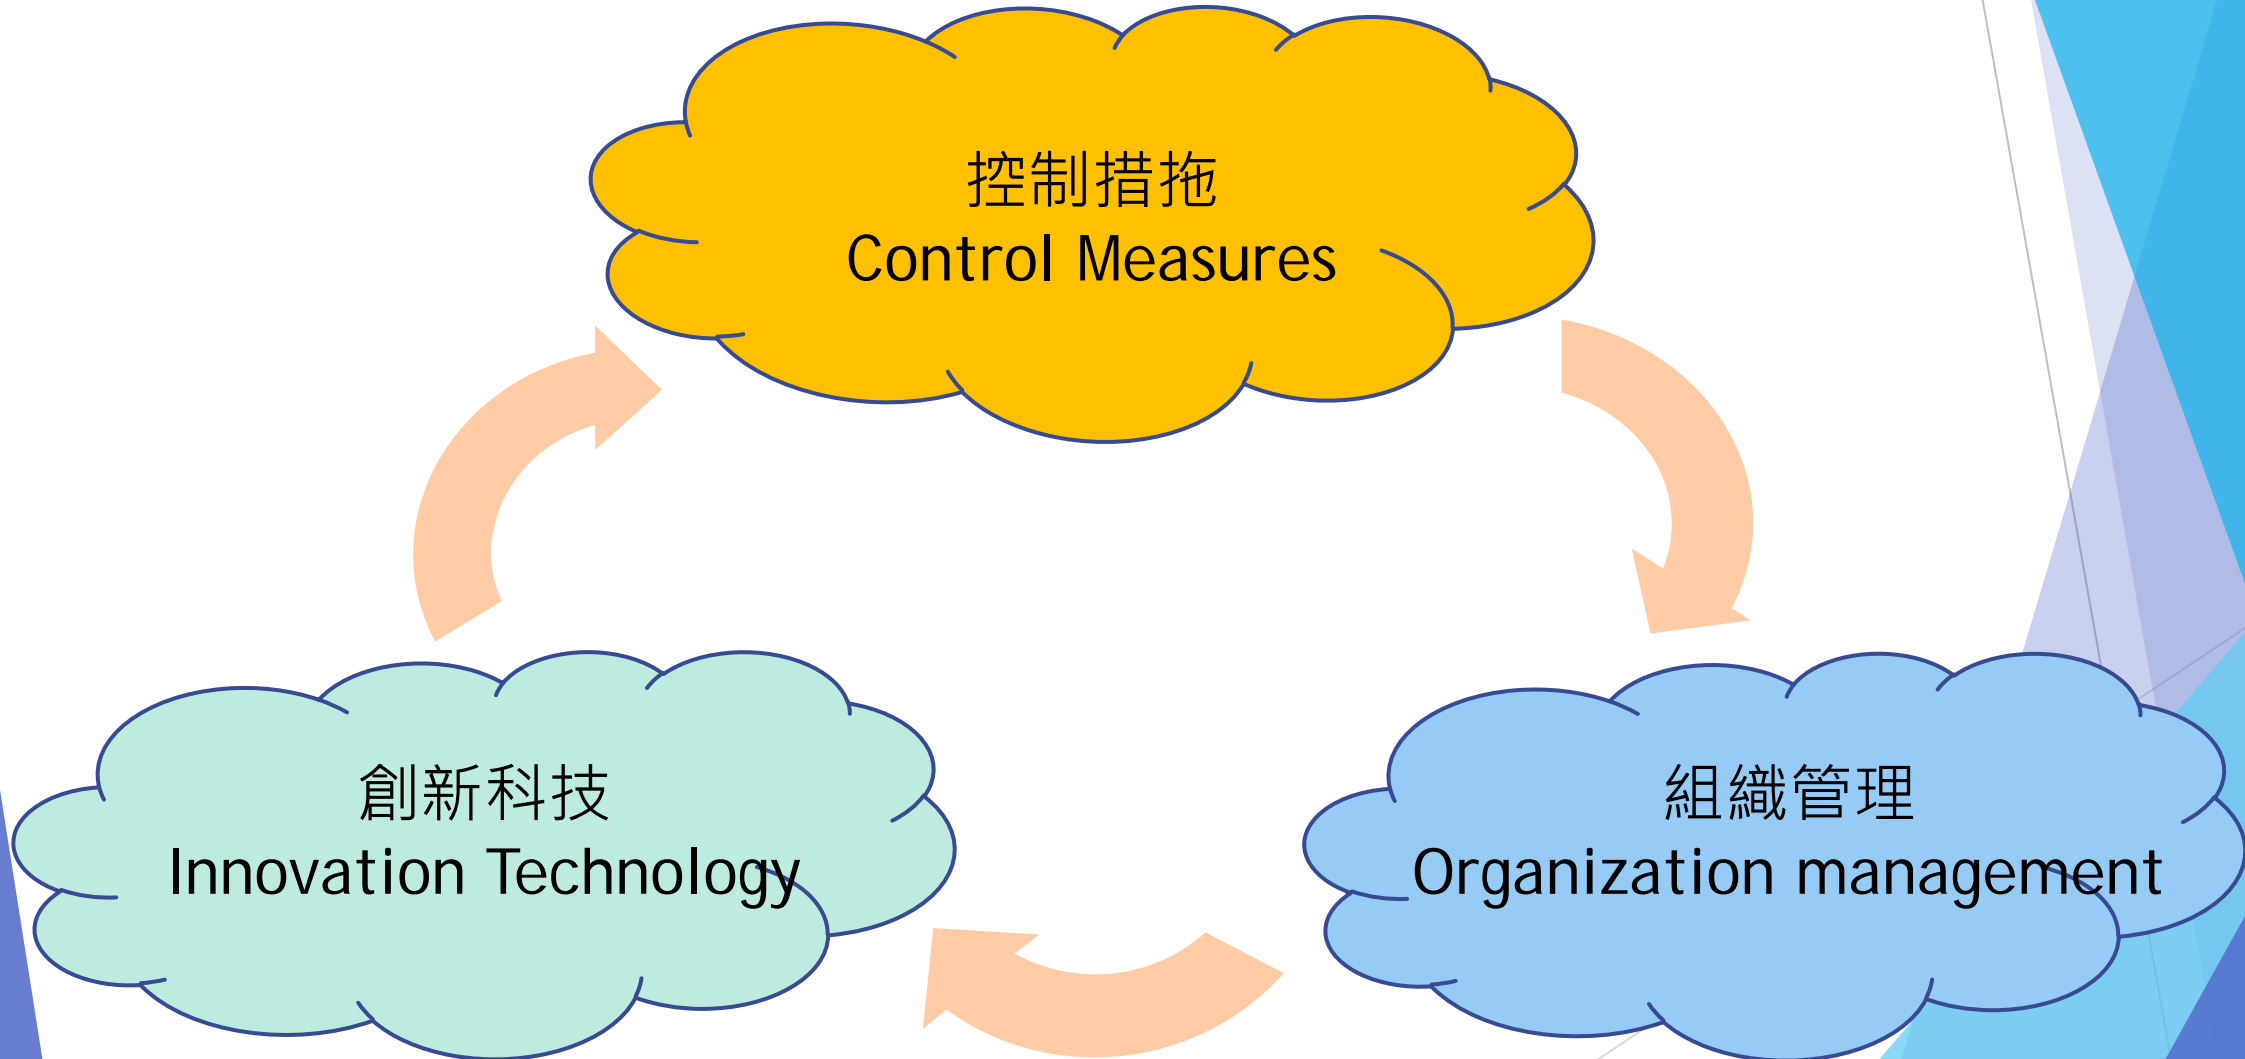 控制措拖
Control Measures
創新科技
Innovation Technology
組織管理
Organization management